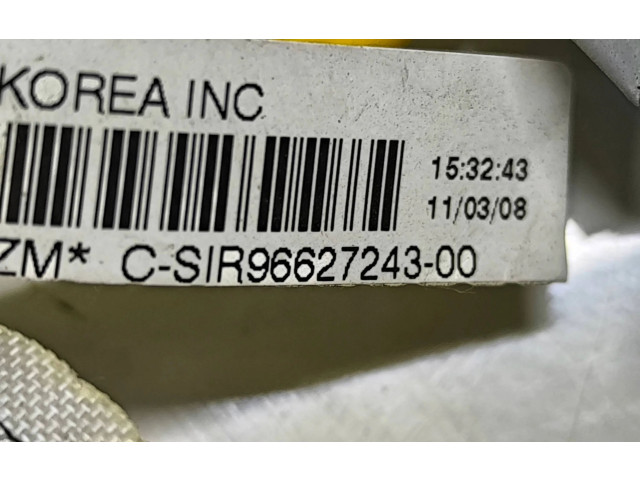 KOREA INC
15:32:43
11/03/08
ZM* C-SIR96627243-00